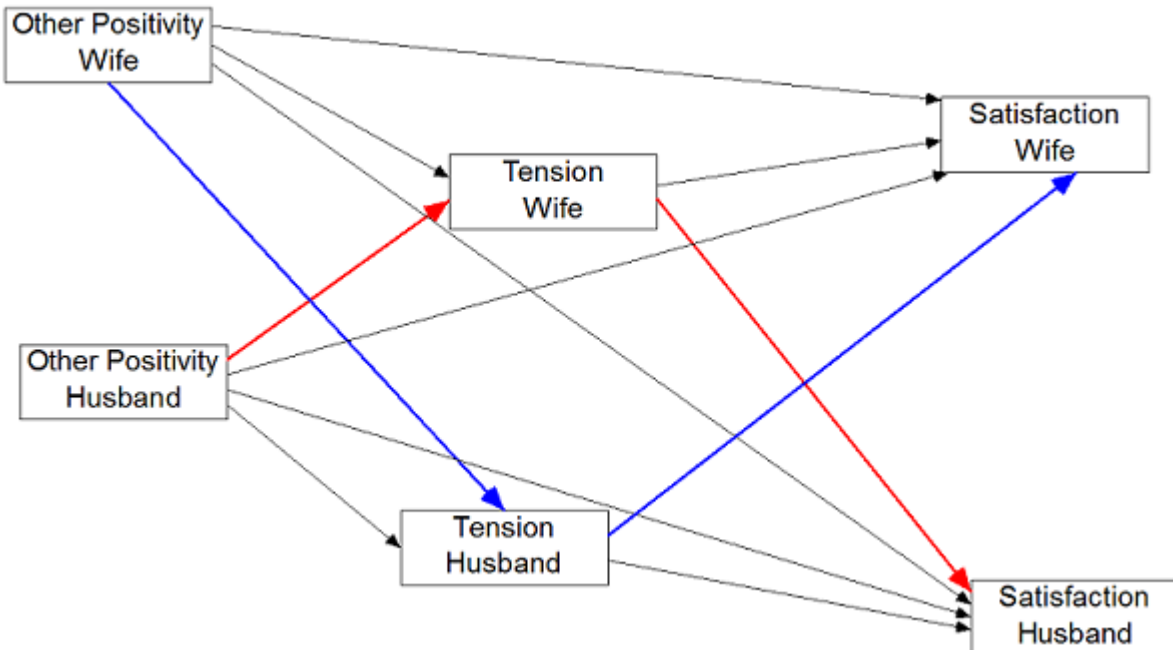 Other Positivity
Wife
Satisfaction
Wife
Tension
Wife
Other Positivity
Husband
Tension
Husband
Satisfaction
Husband